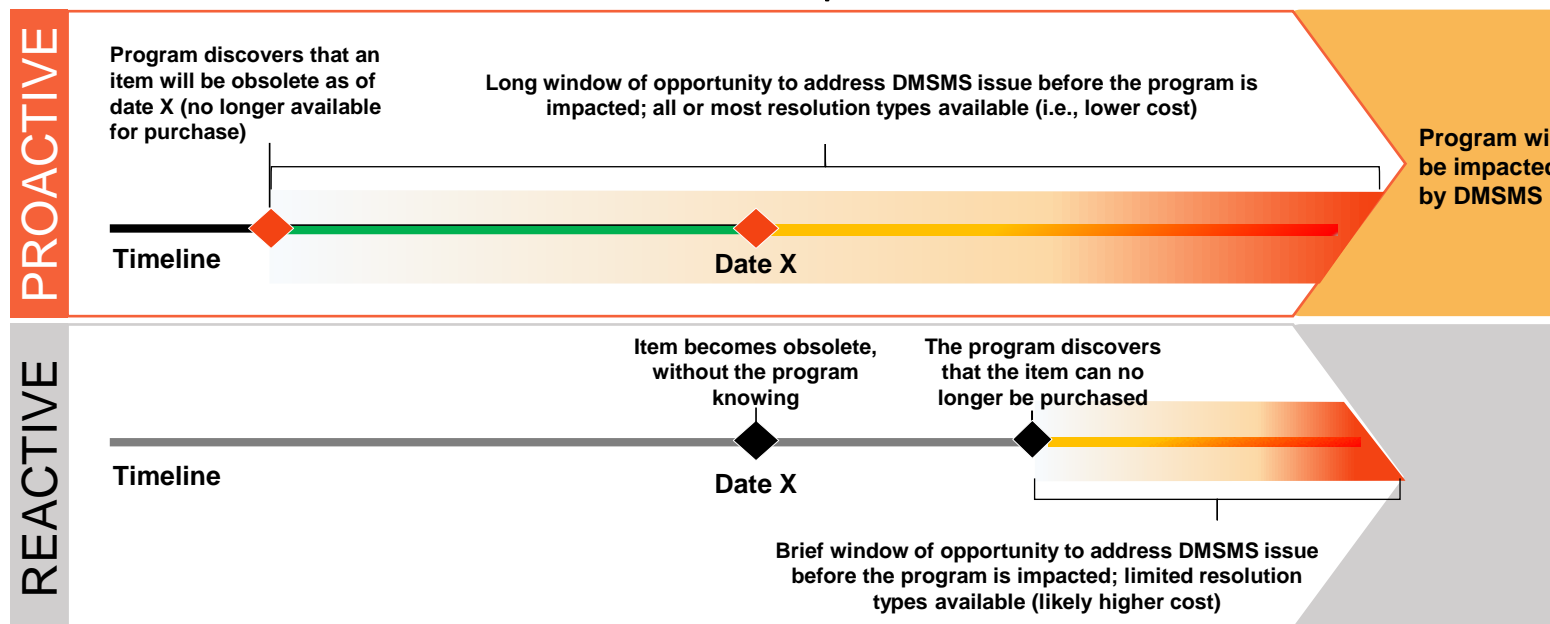 PROACTIVE
Program discovers that an
item will be obsolete as of
date X (no longer available
for purchase)
Long window of opportunity to address DMSMS issue before the program is
impacted; all or most resolution types available (i.e., lower cost)
Program wi
be impacted
by DMSMS
Timeline
Date X
REACTIVE
Item becomes obsolete,
without the program
knowing
The program discovers
that the item can no
longer be purchased
Timeline
Date X
Brief window of opportunity to address DMSMS issue
before the program is impacted; limited resolution
types available (likely higher cost)